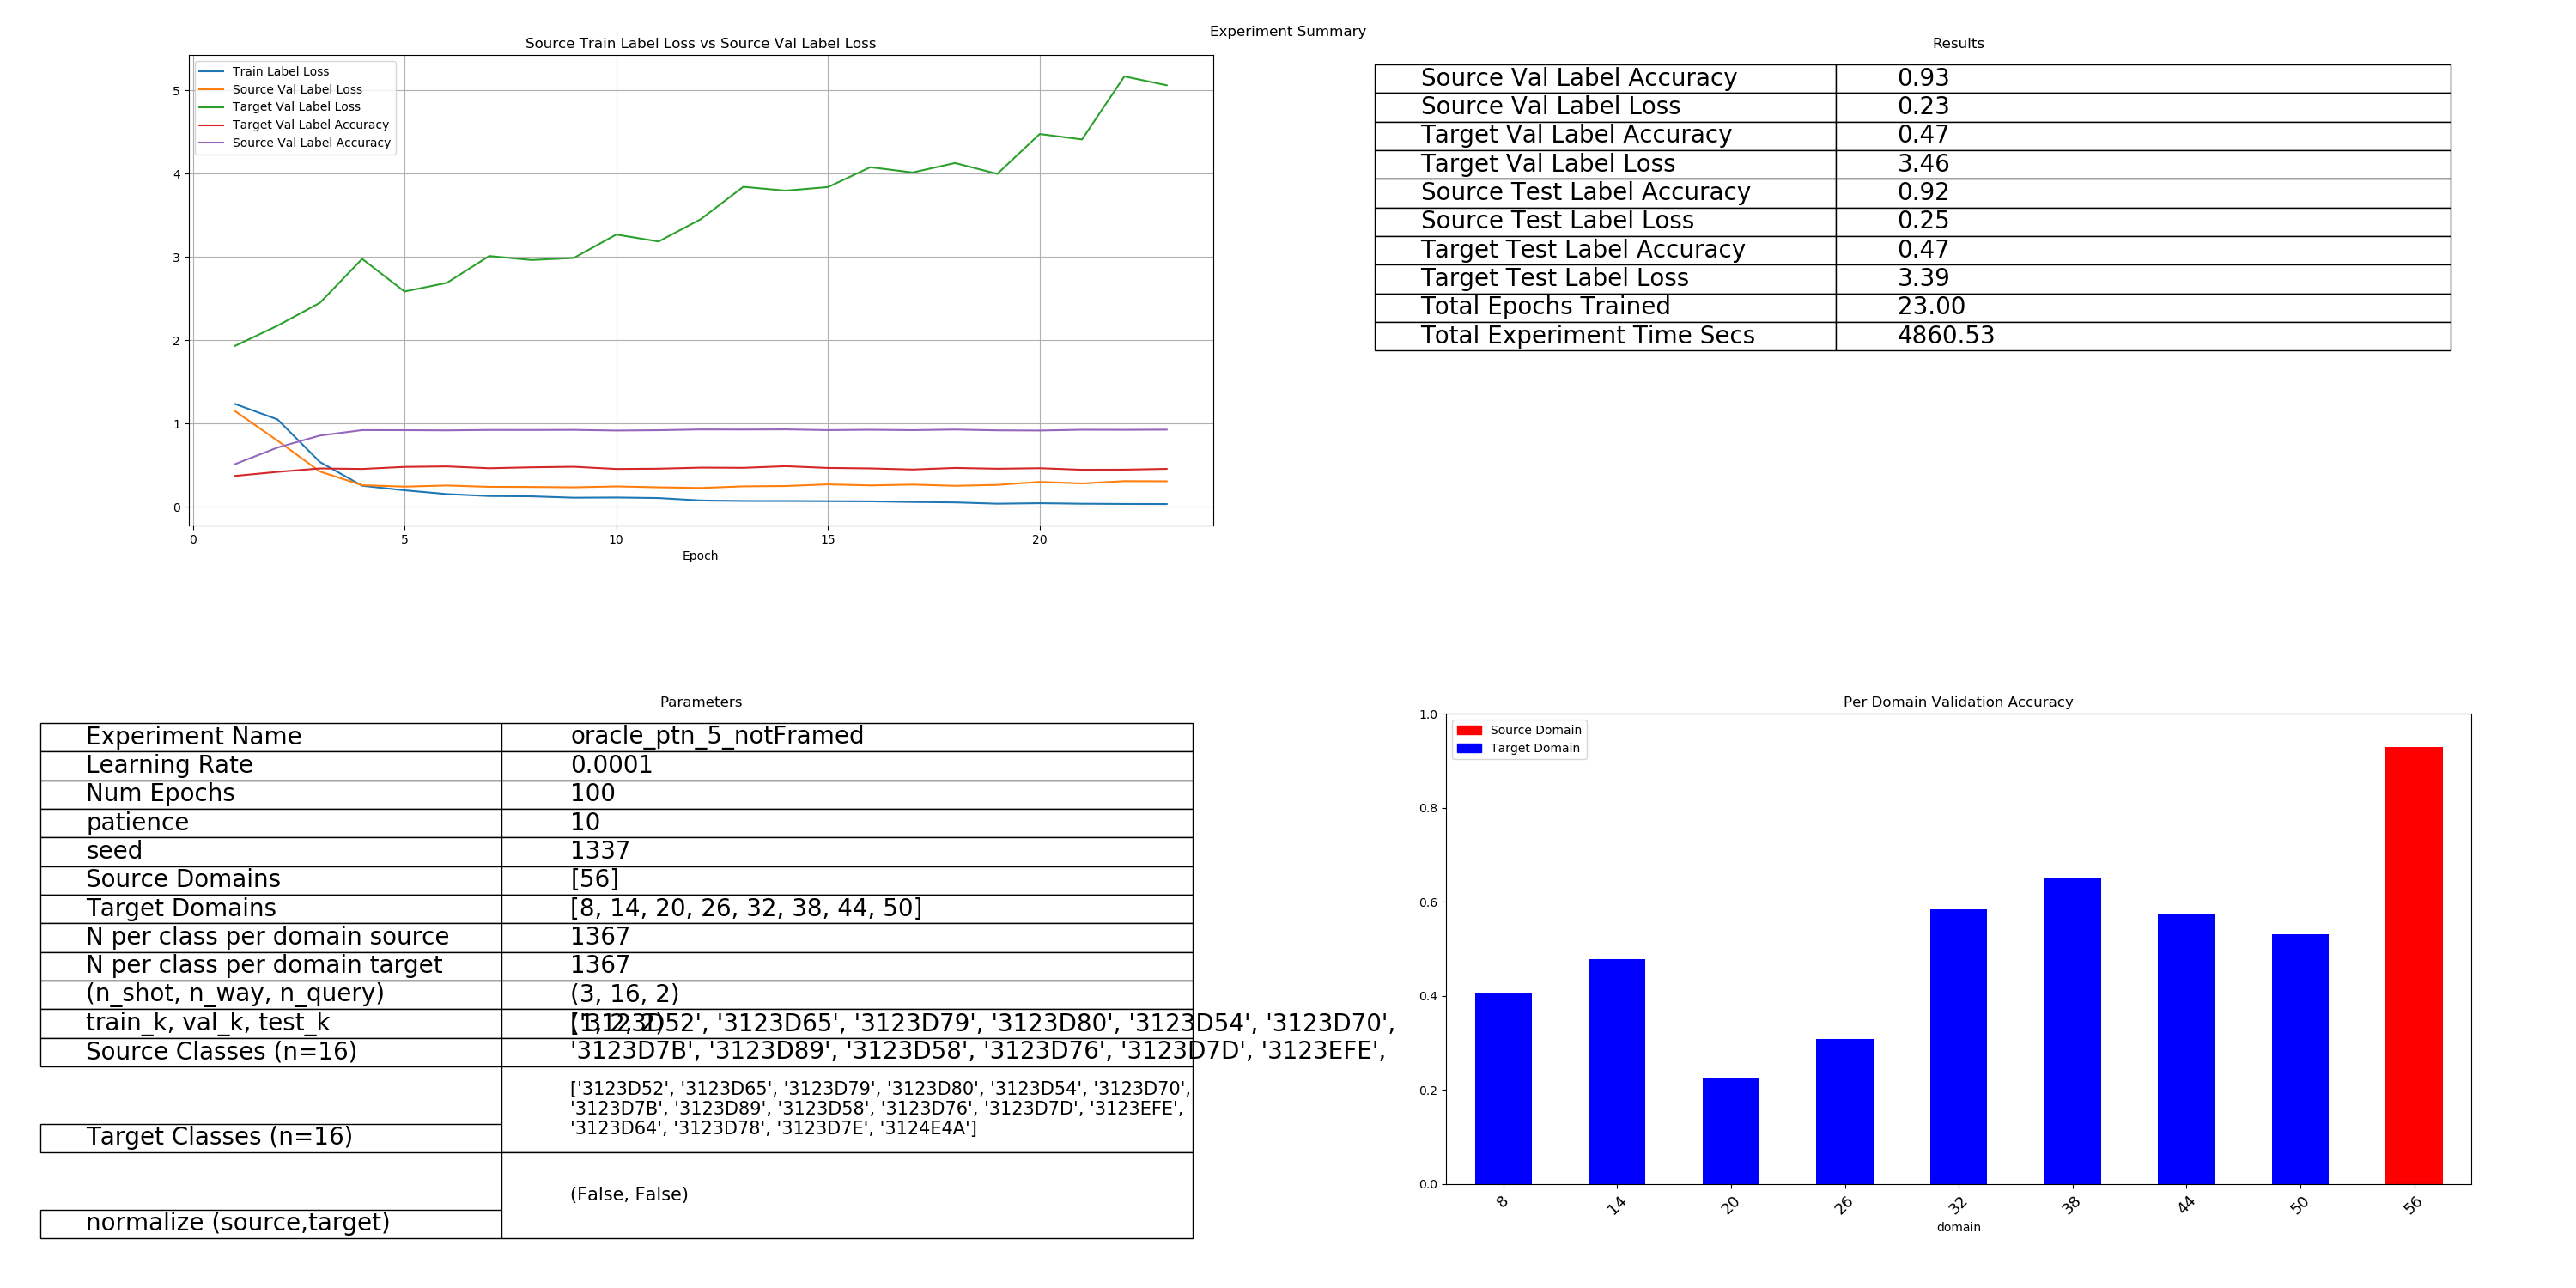 Experiment Summary
Source Train Label Loss vs Source Val Label Loss
Train Label Loss
Source Val Label Loss
Target Val Label Loss
Target Val Label Accuracy
Source Val Label Accuracy
5
4
3
2
1
0
0 5 10 15 20
Epoch
Results
Source Val Label Accuracy 0.93
Source Val Label Loss 0.23
Target Val Label Accuracy 0.47
Target Val Label Loss 3.46
Source Test Label Accuracy 0.92
Source Test Label Loss 0.25
Target Test Label Accuracy 0.47
Target Test Label Loss 3.39
Total Epochs Trained 23.00
Total Experiment Time Secs 4860.53
Parameters
Experiment Name oracle_ptn_5_notFramed
Learning Rate 0.0001
Num Epochs 100
patience 10
seed 1337
Source Domains [56]
Target Domains [8, 14, 20, 26, 32, 38, 44, 50]
N per class per domain source 1367
N per class per domain target 1367
(n_shot, n_way, n_query) (3, 16, 2)
train_k, val_k, test_k '3123D65', '3123D79', '3123D80', '3123D54', '3123D70',
Source Classes (n=16) '3123D7B', '3123D89', '3123D58', '3123D76', '3123D7D', '3123EFE',
['3123D52', '3123D65', '3123D79', '3123D80', '3123D54', '3123D70',
'3123D7B', '3123D89', '3123D58', '3123D76', '3123D7D', '3123EFE',
'3123D64', '3123D78', '3123D7E', '3124E4A']
Target Classes (n=16)
(False, False)
normalize (source,target)
Per Domain Validation Accuracy
Source Domain
Target Domain
1.0
0.8
0.6
0.4
0.2
0.0
8 14 20 26 32 38 44 50 56
domain